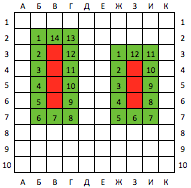 А Б В Г Д Е Ж З И К
1 1
2 1 14 13 2
3 2 12 1 12 11 3
4 3 11 2 10 4
5 4 10 3 9 5
6 5 9 4 8 6
7 6 7 8 5 6 7 7
8 8
9 9
10 10
А Б В Г Д Е Ж З И К